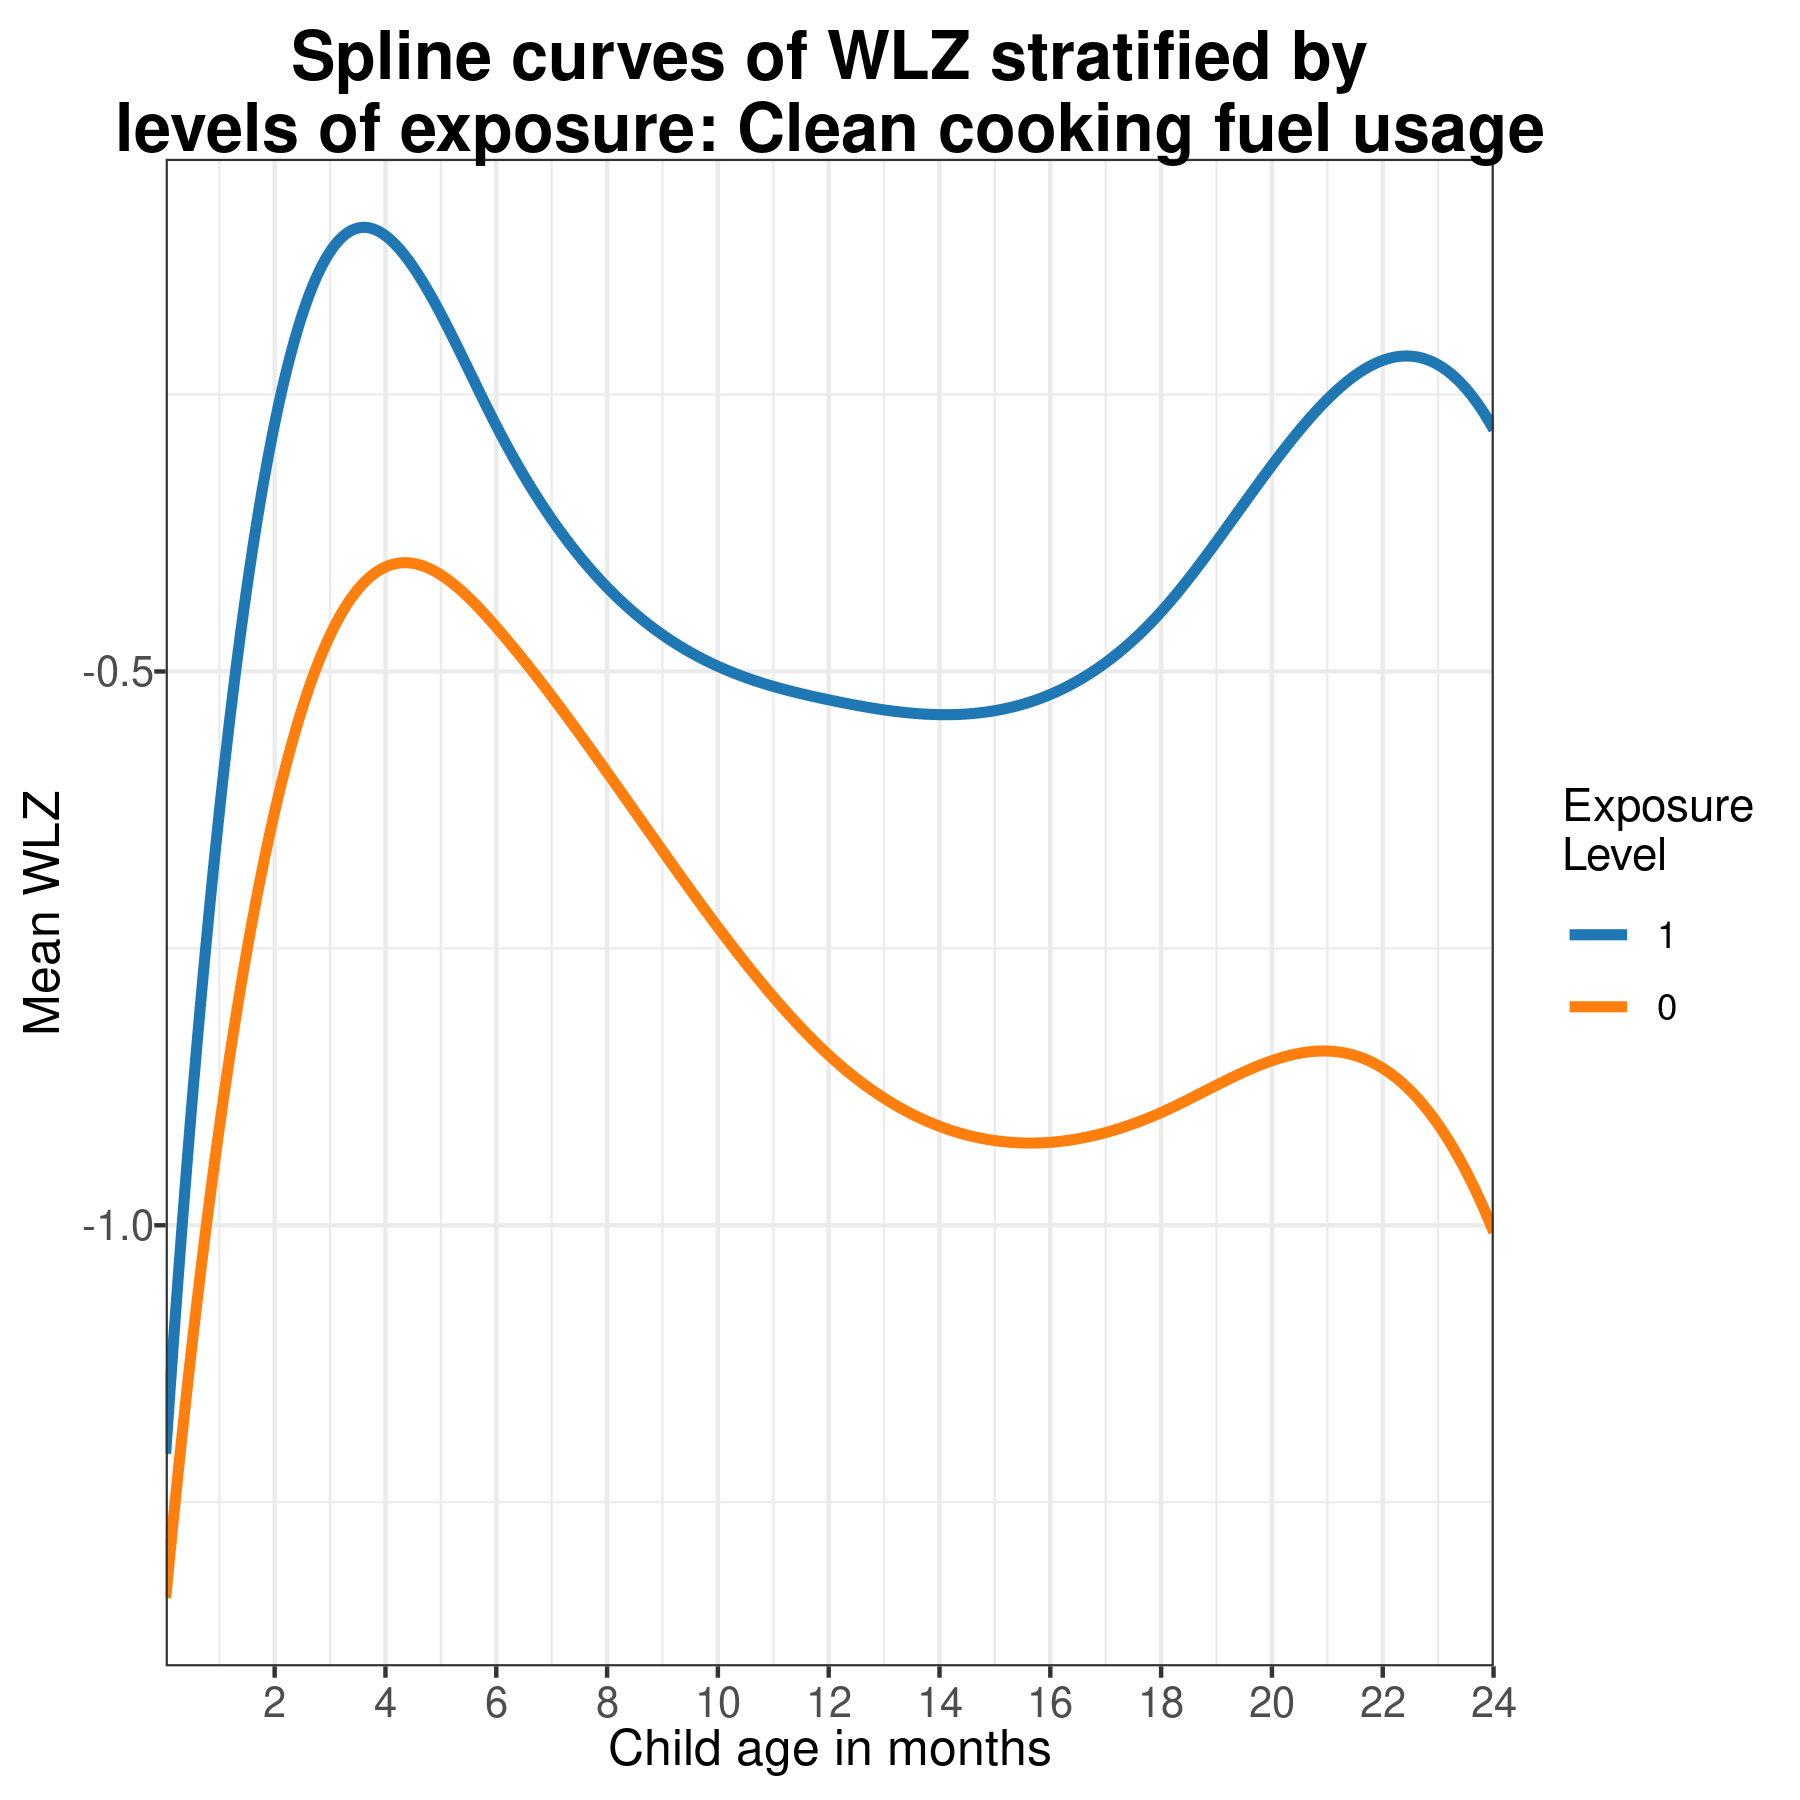 Spline curves of WLZ stratified by
levels of exposure: Clean cooking fuel usage
Mean WLZ
-0.5
-1.0
2 4 6 8 10 12 14 16 18 20 22 24
Child age in months
Exposure
Level
1
0